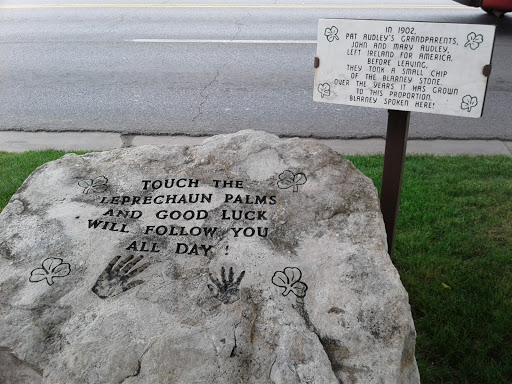 IN 1902,
PAT AUDLEY'S GRANDPARENTS,
JOHN AND MARY AUDLEY,
LEFT IRELAND FOR AMERICA.
BEFORE LEAVING,
THEY TOOK A SMALL CHIP
OF THE BLARNEY STONE.
OVER THE YEARS IT HAS GROWN
TO THIS PROPORTION.
BLARNEY SPOKEN HERE!
TOUCH THE
LEPRECHAUN PALMS
AND GOOD LUCK
WILL FOLLOW YOU
ALL DAY !